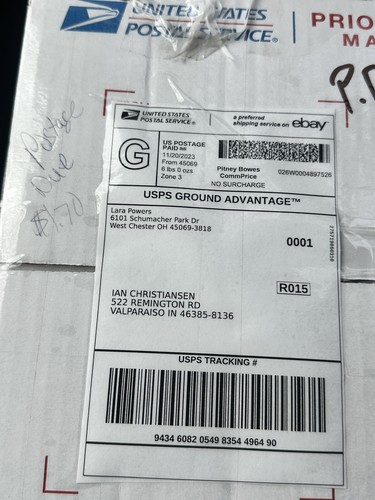 UNITED STATES
POSTAL SERVICE®
PRIO
MA
P.
Postage
Due
UNITED STATES
POSTAL SERVICE®
a preferred
shipping service on ebay
G
US POSTAGE
PAID IMI
11/20/2023
From 45069
6 lbs 0 ozs
Zone 3
Pitney Bowes
CommPrice
026W0004897526
NO SURCHARGE
USPS GROUND ADVANTAGE™
Lara Powers
6101 Schumacher Park Dr
West Chester OH 45069-3818
0001
R015
IAN CHRISTIANSEN
522 REMINGTON RD
VALPARAISO IN 46385-8136
USPS TRACKING #
9434 6082 0549 8354 4964 90